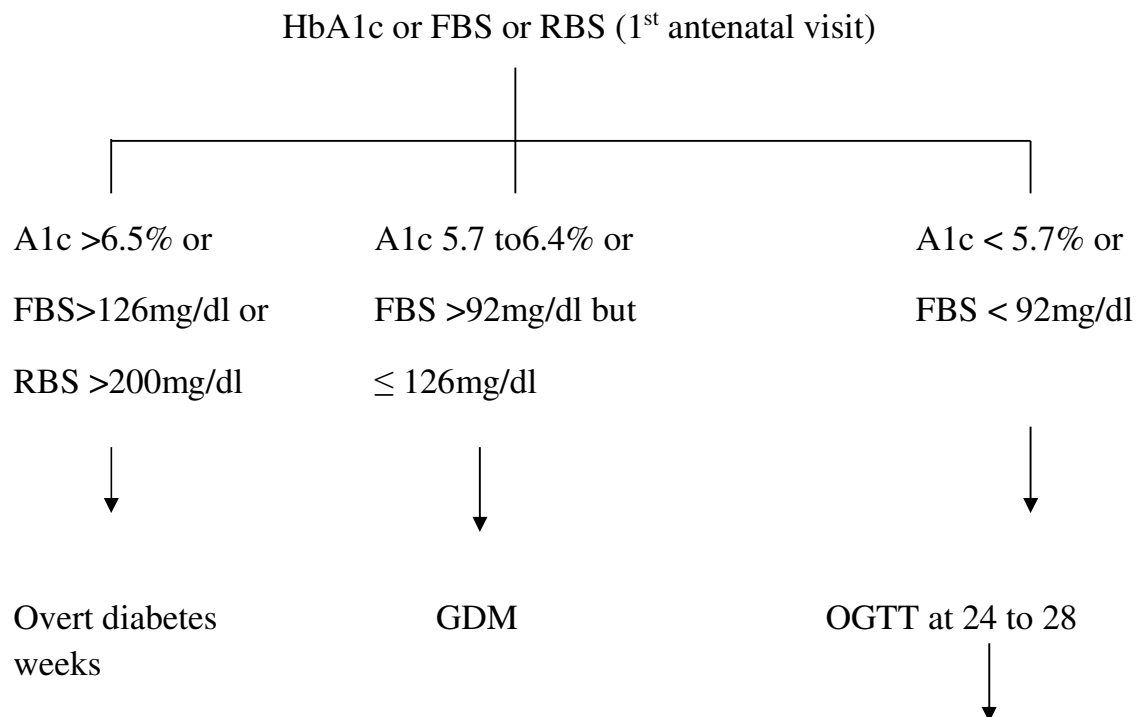 HbA1c or FBS or RBS (1st antenatal visit)
A1c >6.5% or
FBS>126mg/dl or
RBS >200mg/dl
A1c 5.7 to6.4% or
FBS >92mg/dl but
≤ 126mg/dl
A1c < 5.7% or
FBS < 92mg/dl
Overt diabetes GDM OGTT at 24 to 28
weeks